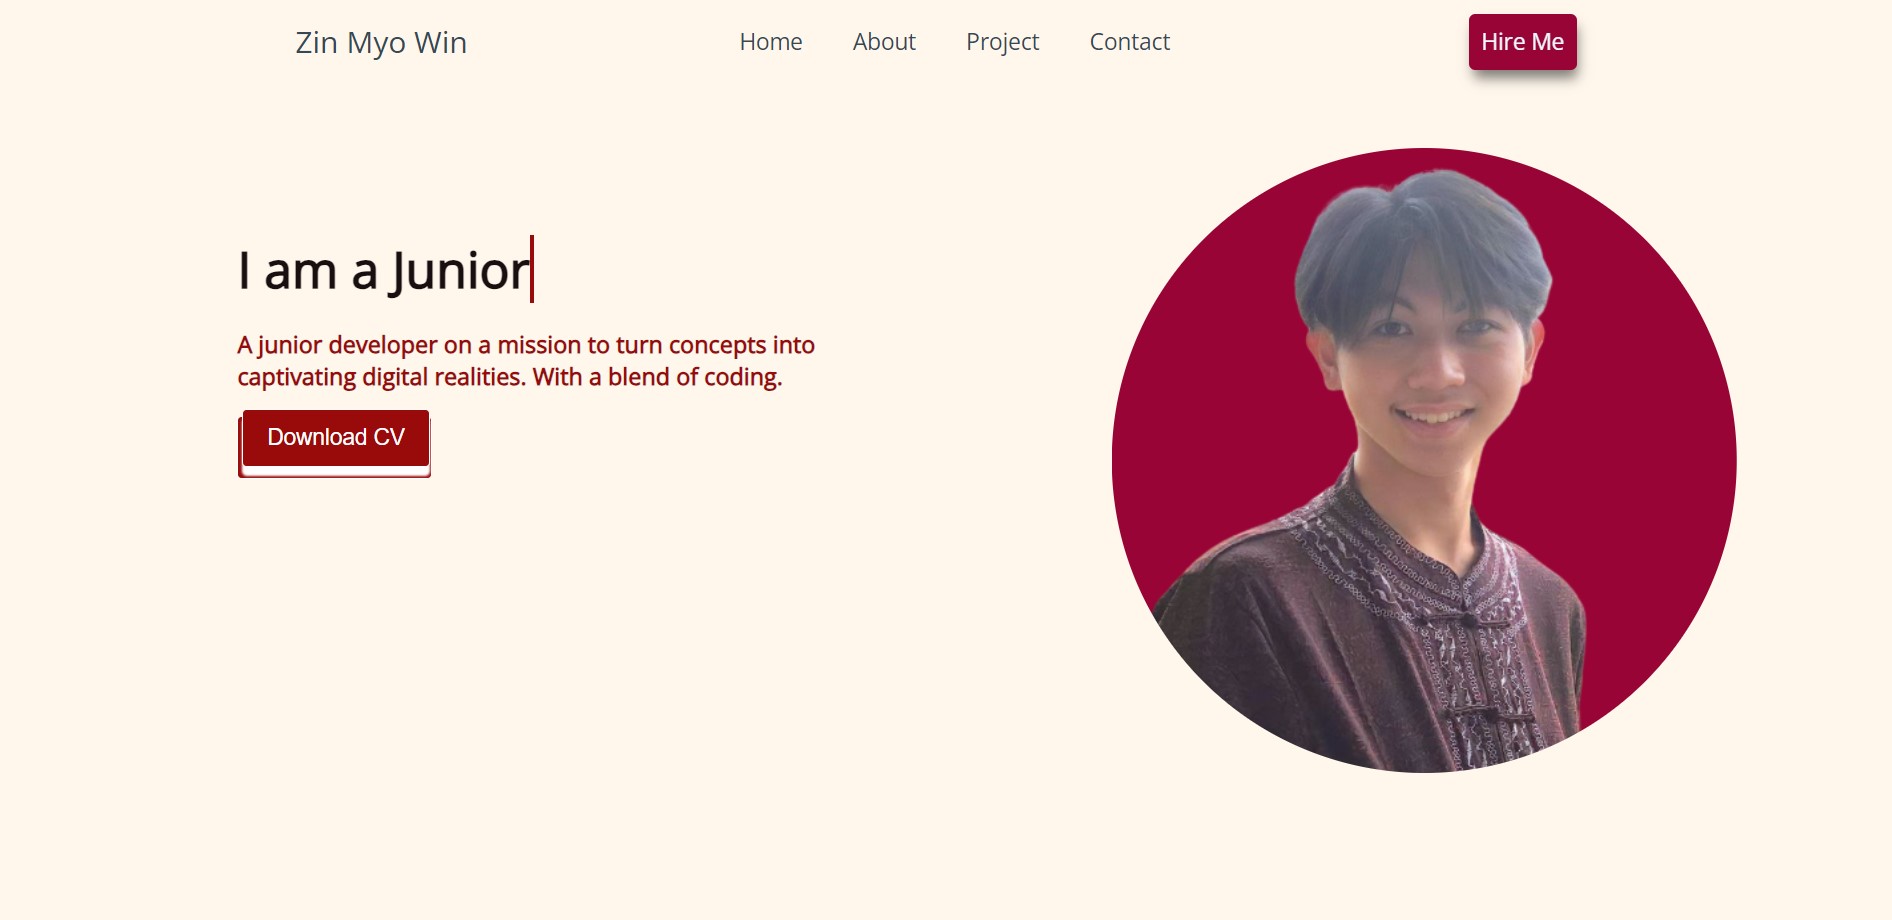 Zin Myo Win
Home About Project Contact
Hire Me
I am a Junior
A junior developer on a mission to turn concepts into
captivating digital realities. With a blend of coding.
Download CV